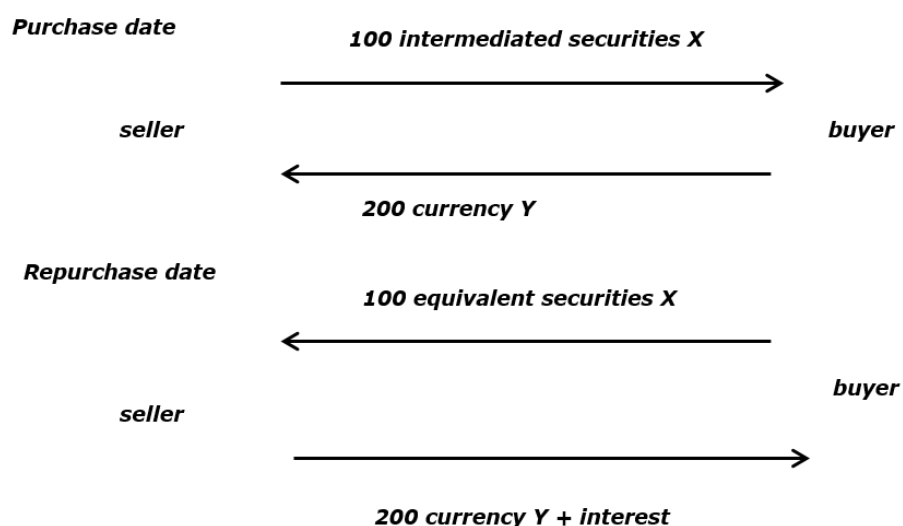 Purchase date
100 intermediated securities X
seller
buyer
200 currency Y
Repurchase date
100 equivalent securities X
buyer
seller
200 currency Y + interest